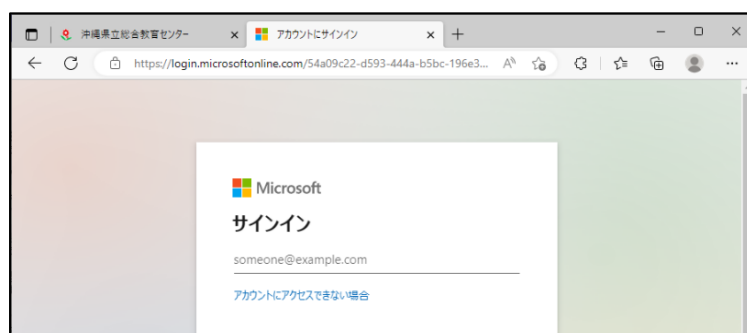 沖縄県立総合教育センター
アカウントにサインイン
https://login.microsoftonline.com/54a09c22-d593-444a-b5bc-196e3...
Microsoft
サインイン
someone@example.com
アカウントにアクセスできない場合